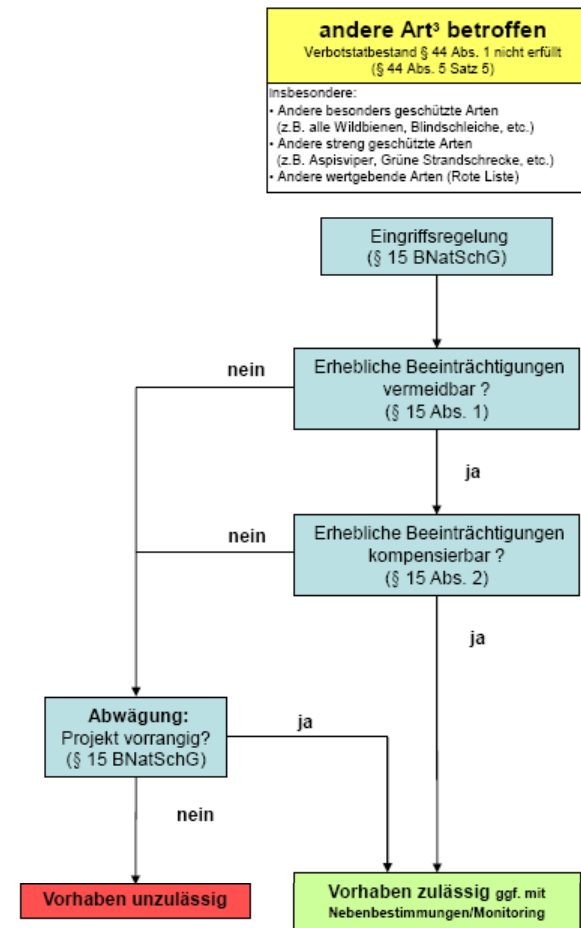 andere Art³ betroffen
Verbotstatbestand § 44 Abs. 1 nicht erfüllt
(§ 44 Abs. 5 Satz 5)
Insbesondere:
• Andere besonders geschützte Arten
(z.B. alle Wildbienen, Blindschleiche, etc.)
• Andere streng geschützte Arten
(z.B. Aspisviper, Grüne Strandschrecke, etc.)
• Andere wertgebende Arten (Rote Liste)
Eingriffsregelung
(§ 15 BNatSchG)
nein
Erhebliche Beeinträchtigungen
vermeidbar ?
(§ 15 Abs. 1)
ja
nein
Erhebliche Beeinträchtigungen
kompensierbar ?
(§ 15 Abs. 2)
ja
Abwägung:
Projekt vorrangig?
(§ 15 BNatSchG)
ja
nein
Vorhaben unzulässig
Vorhaben zulässig ggf. mit
Nebenbestimmungen/Monitoring